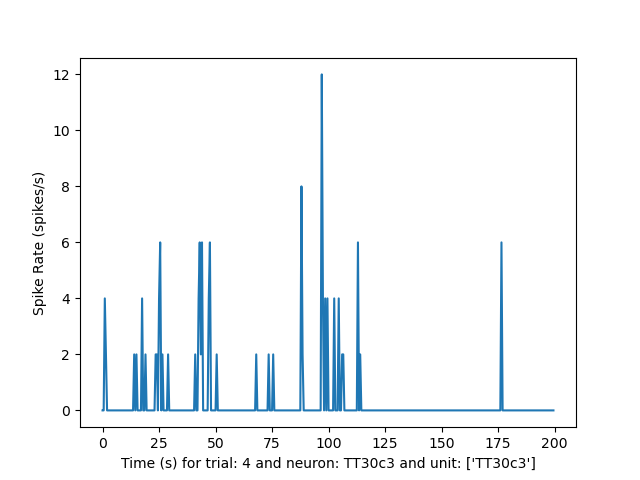 12
10
8
6
4
2
0
Spike Rate (spikes/s)
0 25 50 75 100 125 150 175 200
Time (s) for trial: 4 and neuron: TT30c3 and unit: ['TT30c3']